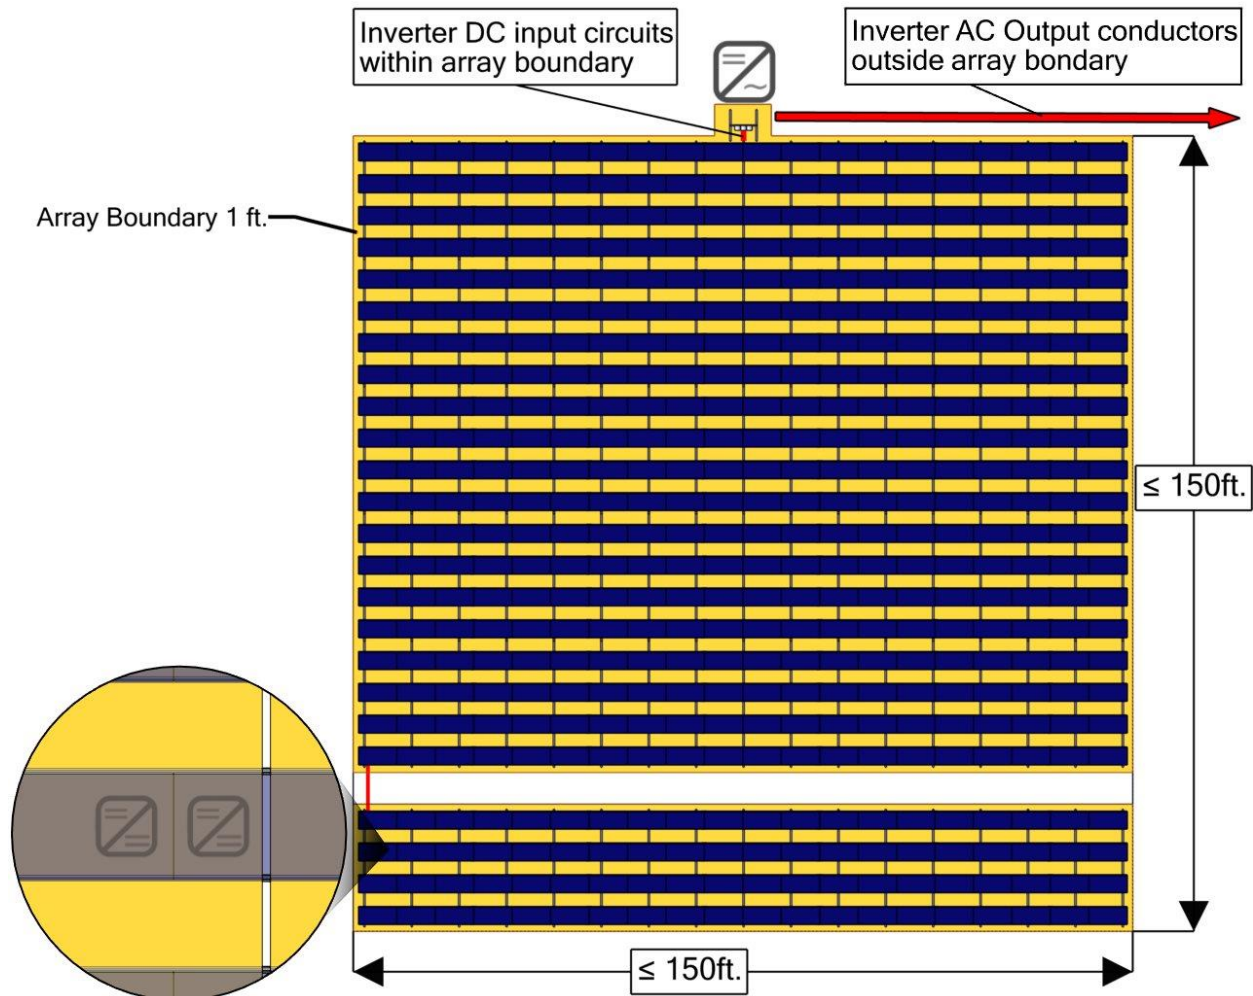 Inverter DC input circuits
within array boundary
Inverter AC Output conductors
outside array bondary
Array Boundary 1 ft.
≤ 150ft.
≤ 150ft.